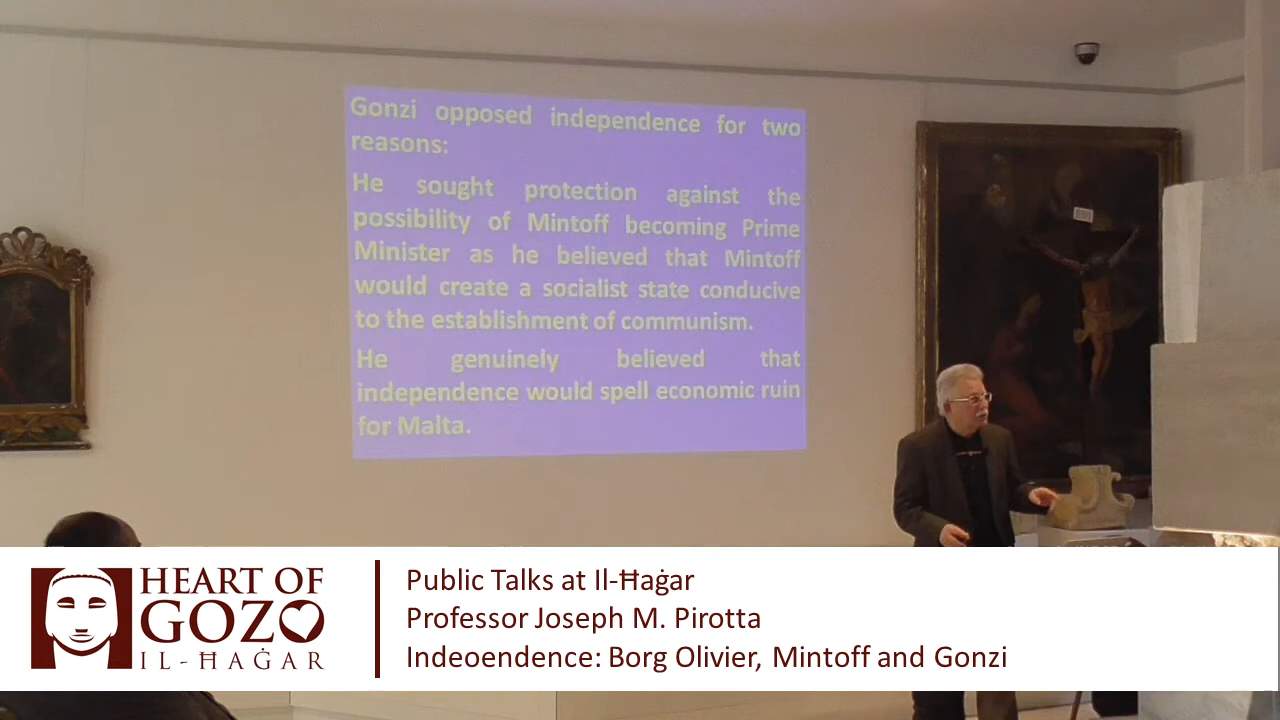 Gonzi opposed independence for two
reasons:
He sought protection against the
possibility of Mintoff becoming Prime
Minister as he believed that Mintoff
would create a socialist state conducive
to the establishment of communism.
He genuinely believed that
independence would spell economic ruin
for Malta.
HEART OF
GOZO
IL-ĦAĠAR
Public Talks at Il-Ħaġar
Professor Joseph M. Pirotta
Indeoendence: Borg Olivier, Mintoff and Gonzi